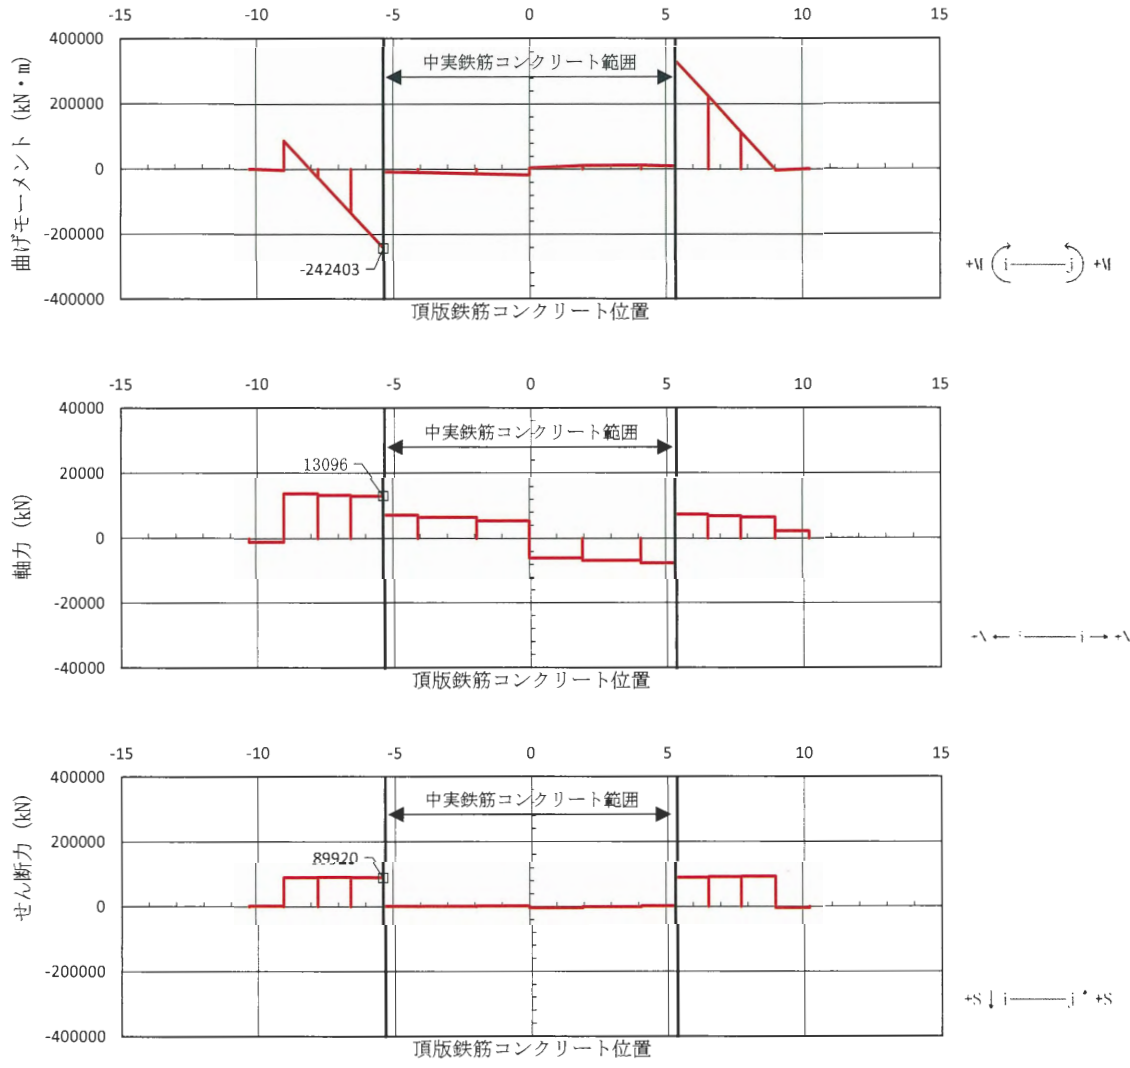 -15 -10 -5 0 5 10 15
400000
中実鉄筋コンクリート範囲
200000
0
-200000
-242403
-400000
曲げモーメント (kN・m)
頂版鉄筋コンクリート位置
+M i j +M
-15 -10 -5 0 5 10 15
40000
中実鉄筋コンクリート範囲
20000
13096
0
-20000
-40000
軸力 (kN)
頂版鉄筋コンクリート位置
-15 -10 -5 0 5 10 15
400000
中実鉄筋コンクリート範囲
200000
89920
0
-200000
-400000
せん断力 (kN)
頂版鉄筋コンクリート位置
+S i j +S